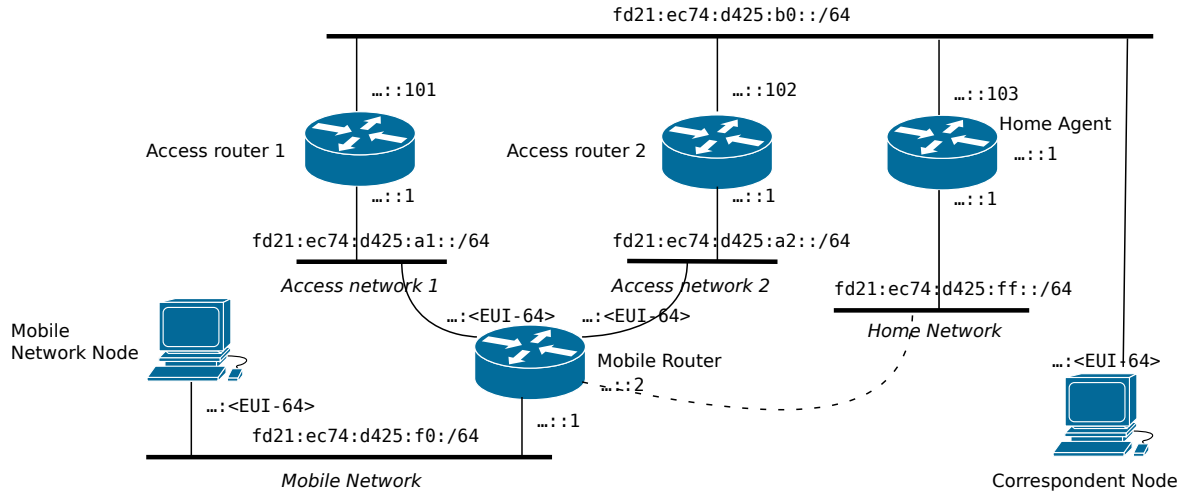 fd21:ec74:d425:b0::/64
…::101
…::102
…::103
Access router 1
Access router 2
Home Agent
…::1
…::1
…::1
…::1
fd21:ec74:d425:a1::/64
fd21:ec74:d425:a2::/64
fd21:ec74:d425:ff::/64
Access network 1
Access network 2
Home Network
…:<EUI-64>
…:<EUI-64>
Mobile
Network Node
Mobile Router
…::2
…:<EUI-64>
…:<EUI-64>
…::1
fd21:ec74:d425:f0:/64
Mobile Network
Correspondent Node